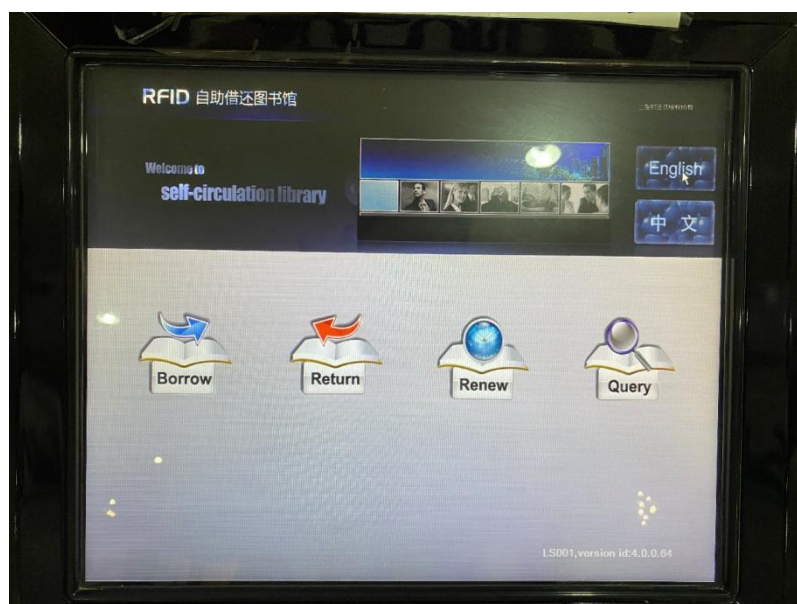 RFID 自助借还图书馆
Welcome to
self-circulation library
English
中 文
Borrow
Return
Renew
Query
LS001,version id:4.0.0.64